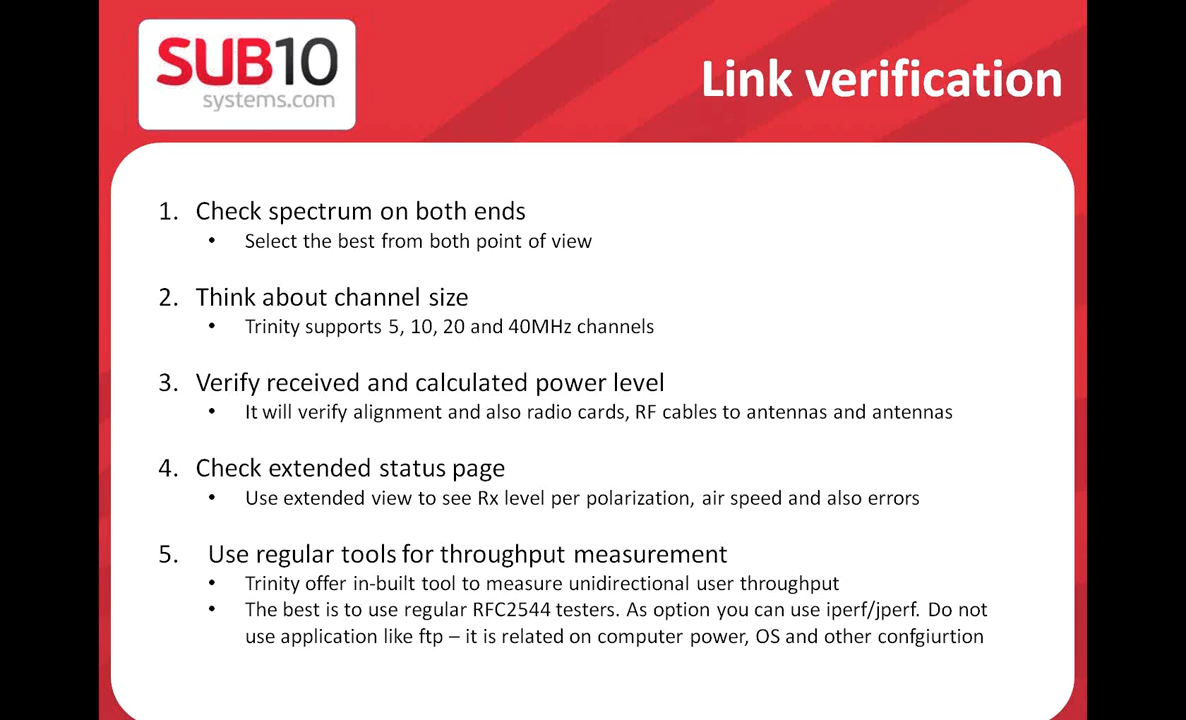 SUB10
systems.com
Link verification
1. Check spectrum on both ends
• Select the best from both point of view
2. Think about channel size
• Trinity supports 5, 10, 20 and 40MHz channels
3. Verify received and calculated power level
• It will verify alignment and also radio cards, RF cables to antennas and antennas
4. Check extended status page
• Use extended view to see Rx level per polarization, air speed and also errors
5. Use regular tools for throughput measurement
• Trinity offer in-built tool to measure unidirectional user throughput
• The best is to use regular RFC2544 testers. As option you can use iperf/jperf. Do not
use application like ftp – it is related on computer power, OS and other confgiurtion